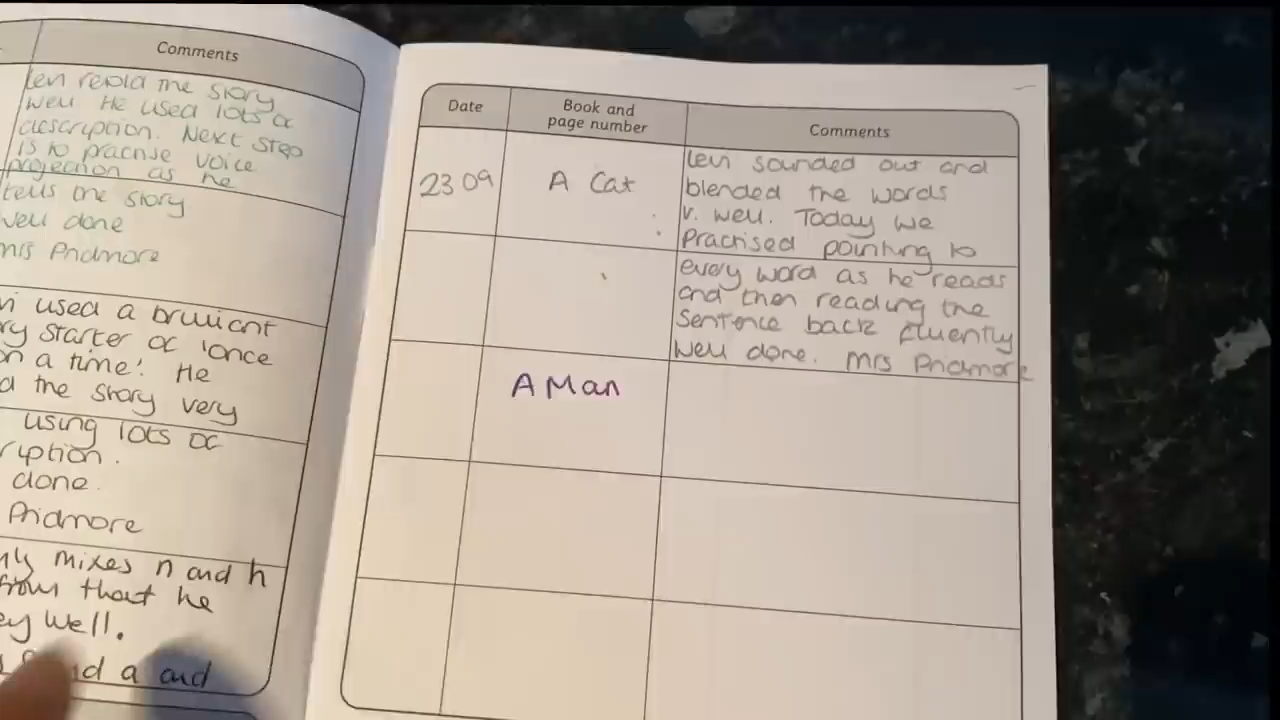 Comments
Levi retold the story
well. He used lots of
description. Next step
is to practise voice
projection as he
tells the story
well done
Mrs Pridmore
used a brilliant
starter of 'once
on a time! He
the story very
using lots of
done.
Pridmore
mixes n and h
from that he
well.
a and
Date
Book and
page number
Comments
23 09
A Cat
Levi sounded out and
blended the words
v. well. Today we
Practised pointing to
every word as he reads
and then reading the
sentence back fluently
well done. Mrs Pridmore
A Man